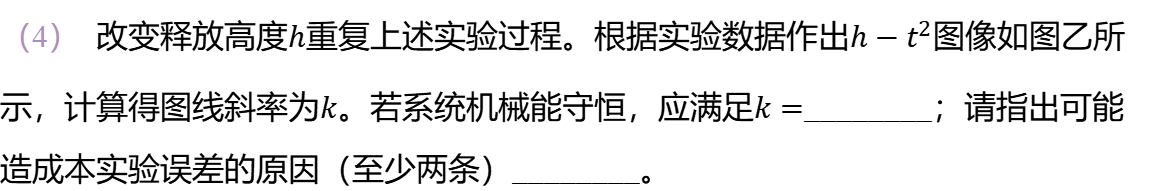 （4） 改变释放高度h重复上述实验过程。根据实验数据作出h − t²图像如图乙所
示，计算得图线斜率为k。若系统机械能守恒，应满足k =________；请指出可能
造成本实验误差的原因（至少两条）________。